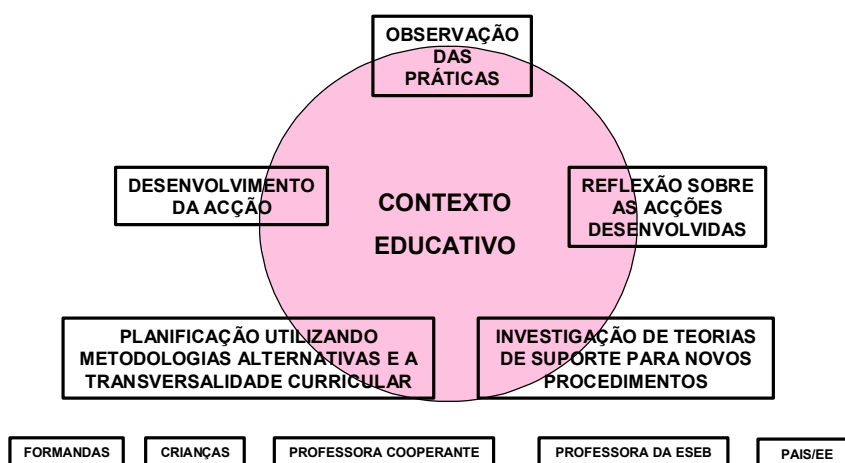 OBSERVAÇÃO
DAS
PRÁTICAS
DESENVOLVIMENTO
DA ACÇÃO
CONTEXTO
EDUCATIVO
REFLEXÃO SOBRE
AS ACÇÕES
DESENVOLVIDAS
PLANIFICAÇÃO UTILIZANDO
METODOLOGIAS ALTERNATIVAS E A
TRANSVERSALIDADE CURRICULAR
INVESTIGAÇÃO DE TEORIAS
DE SUPORTE PARA NOVOS
PROCEDIMENTOS
FORMANDAS
CRIANÇAS
PROFESSORA COOPERANTE
PROFESSORA DA ESEB
PAIS/EE